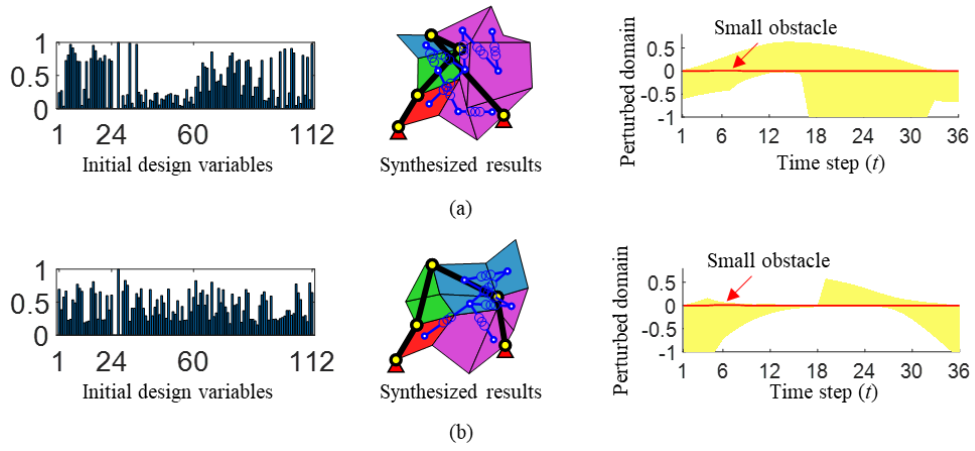 1
0.5
0
1 24 60 112
Initial design variables
Synthesized results
Small obstacle
Perturbed domain
0.5
0
-0.5
-1
1 6 12 18 24 30 36
Time step (t)
(a)
1
0.5
0
1 24 60 112
Initial design variables
Synthesized results
Small obstacle
Perturbed domain
0.5
0
-0.5
-1
1 6 12 18 24 30 36
Time step (t)
(b)